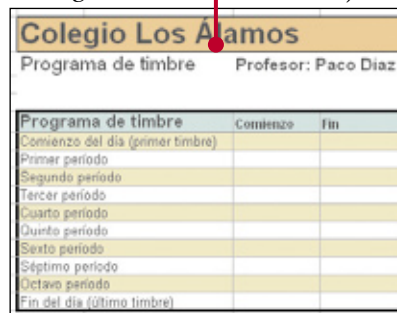 Colegio Los Álamos
Programa de timbre Profesor: Paco Diaz
Programa de timbre Comienzo Fin
Comienzo del día (primer timbre)
Primer período
Segundo período
Tercer período
Cuarto período
Quinto período
Sexto período
Séptimo período
Octavo período
Fin del día (último timbre)